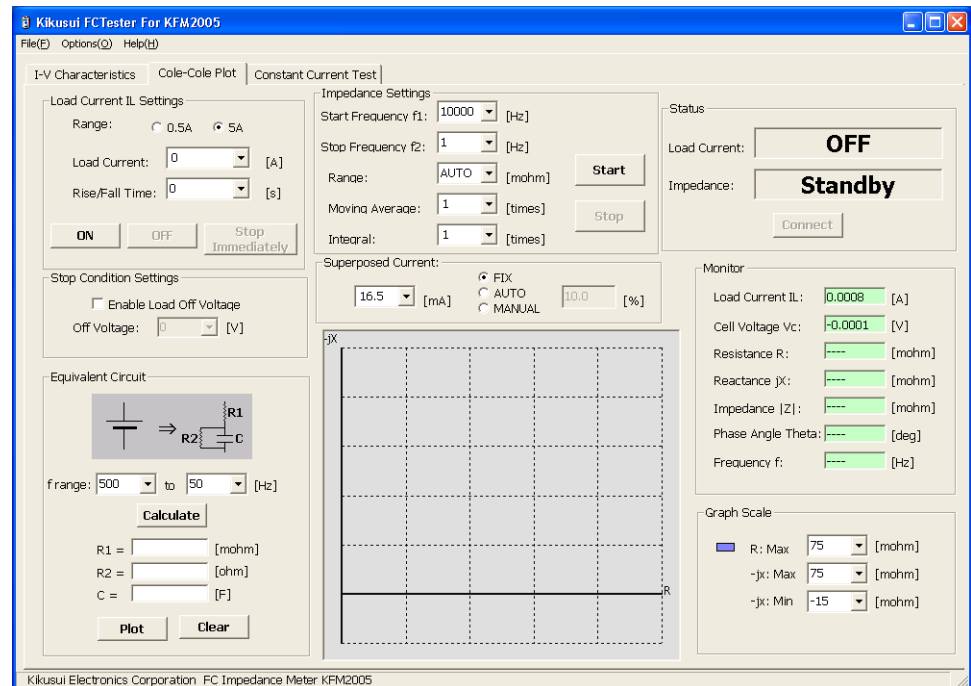 Kikusui FCTester For KFM2005
File(F) Options(O) Help(H)
I-V Characteristics Cole-Cole Plot Constant Current Test
Load Current IL Settings
Range: 0.5A 5A
Load Current: 0 [A]
Rise/Fall Time: 0 [s]
ON OFF Stop Immediately
Stop Condition Settings
Enable Load Off Voltage
Off Voltage: 0 [V]
Equivalent Circuit
R1
⇒ R2 C
f range: 500 to 50 [Hz]
Calculate
R1 = [mohm]
R2 = [ohm]
C = [F]
Plot Clear
Impedance Settings
Start Frequency f1: 10000 [Hz]
Stop Frequency f2: 1 [Hz]
Range: AUTO [mohm]
Moving Average: 1 [times]
Integral: 1 [times]
Start
Stop
Superposed Current:
16.5 [mA]
FIX
AUTO
MANUAL
10.0 [%]
-jX
R
Status
Load Current: OFF
Impedance: Standby
Connect
Monitor
Load Current IL: 0.0008 [A]
Cell Voltage Vc: -0.0001 [V]
Resistance R: ---- [mohm]
Reactance jX: ---- [mohm]
Impedance |Z|: ---- [mohm]
Phase Angle Theta: ---- [deg]
Frequency f: ---- [Hz]
Graph Scale
R: Max 75 [mohm]
-jx: Max 75 [mohm]
-jx: Min -15 [mohm]
Kikusui Electronics Corporation FC Impedance Meter KFM2005